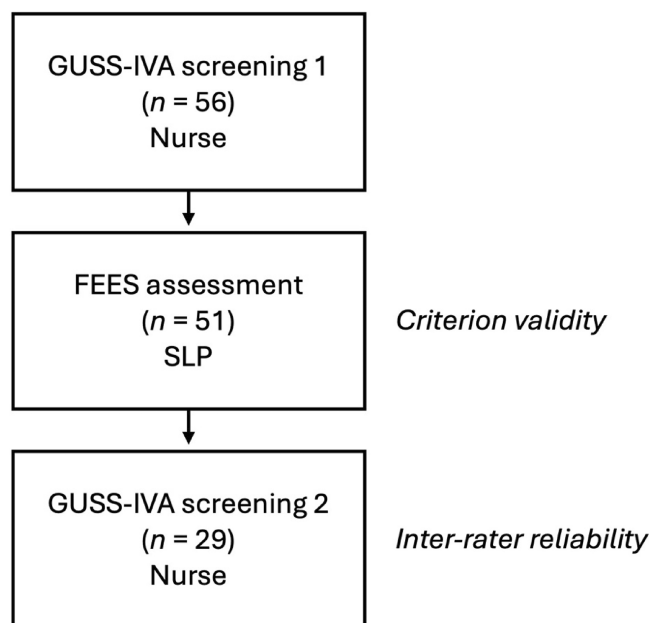 GUSS-IVA screening 1
(n = 56)
Nurse
FEES assessment
(n = 51)
SLP
Criterion validity
GUSS-IVA screening 2
(n = 29)
Nurse
Inter-rater reliability